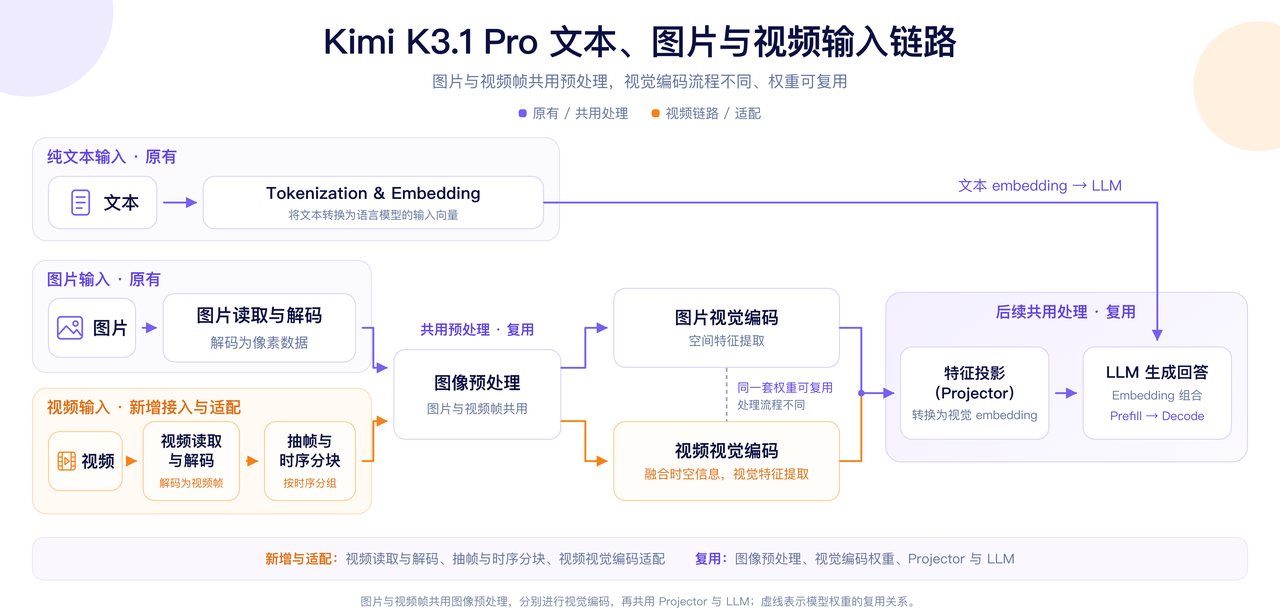 Kimi K3.1 Pro 文本、图片与视频输入链路
图片与视频帧共用预处理，视觉编码流程不同、权重可复用
原有 / 共用处理
视频链路 / 适配
纯文本输入 · 原有
文本
Tokenization & Embedding
将文本转换为语言模型的输入向量
文本 embedding → LLM
图片输入 · 原有
图片
图片读取与解码
解码为像素数据
共用预处理 · 复用
图像预处理
图片与视频帧共用
图片视觉编码
空间特征提取
同一套权重可复用
处理流程不同
视频输入 · 新增接入与适配
视频
视频读取
与解码
解码为视频帧
抽帧与
时序分块
按时序分组
视频视觉编码
融合时空信息，视觉特征提取
后续共用处理 · 复用
特征投影
（Projector）
转换为视觉 embedding
LLM 生成回答
Embedding 组合
Prefill → Decode
新增与适配：视频读取与解码、抽帧与时序分块、视频视觉编码适配
复用：图像预处理、视觉编码权重、Projector 与 LLM
图片与视频帧共用图像预处理，分别进行视觉编码，再共用 Projector 与 LLM；虚线表示模型权重的复用关系。